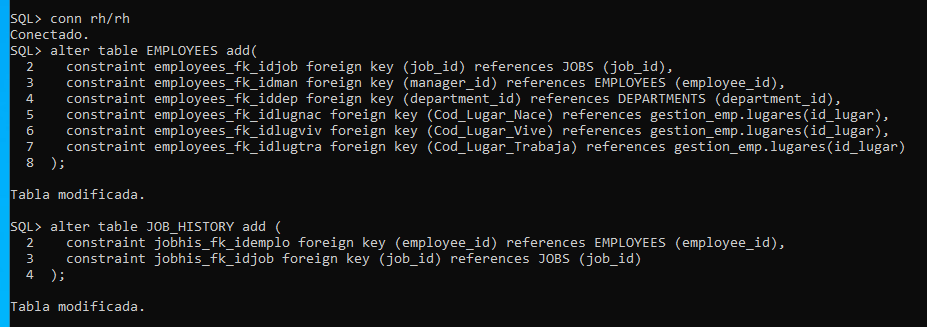 SQL> conn rh/rh
Conectado.
SQL> alter table EMPLOYEES add(
  2    constraint employees_fk_idjob foreign key (job_id) references JOBS (job_id),
  3    constraint employees_fk_idman foreign key (manager_id) references EMPLOYEES (employee_id),
  4    constraint employees_fk_iddep foreign key (department_id) references DEPARTMENTS (department_id),
  5    constraint employees_fk_idlugnac foreign key (Cod_Lugar_Nace) references gestion_emp.lugares(id_lugar),
  6    constraint employees_fk_idlugviv foreign key (Cod_Lugar_Vive) references gestion_emp.lugares(id_lugar),
  7    constraint employees_fk_idlugtra foreign key (Cod_Lugar_Trabaja) references gestion_emp.lugares(id_lugar)
  8  );
Tabla modificada.
SQL> alter table JOB_HISTORY add (
  2    constraint jobhis_fk_idemplo foreign key (employee_id) references EMPLOYEES (employee_id),
  3    constraint jobhis_fk_idjob foreign key (job_id) references JOBS (job_id)
  4  );
Tabla modificada.